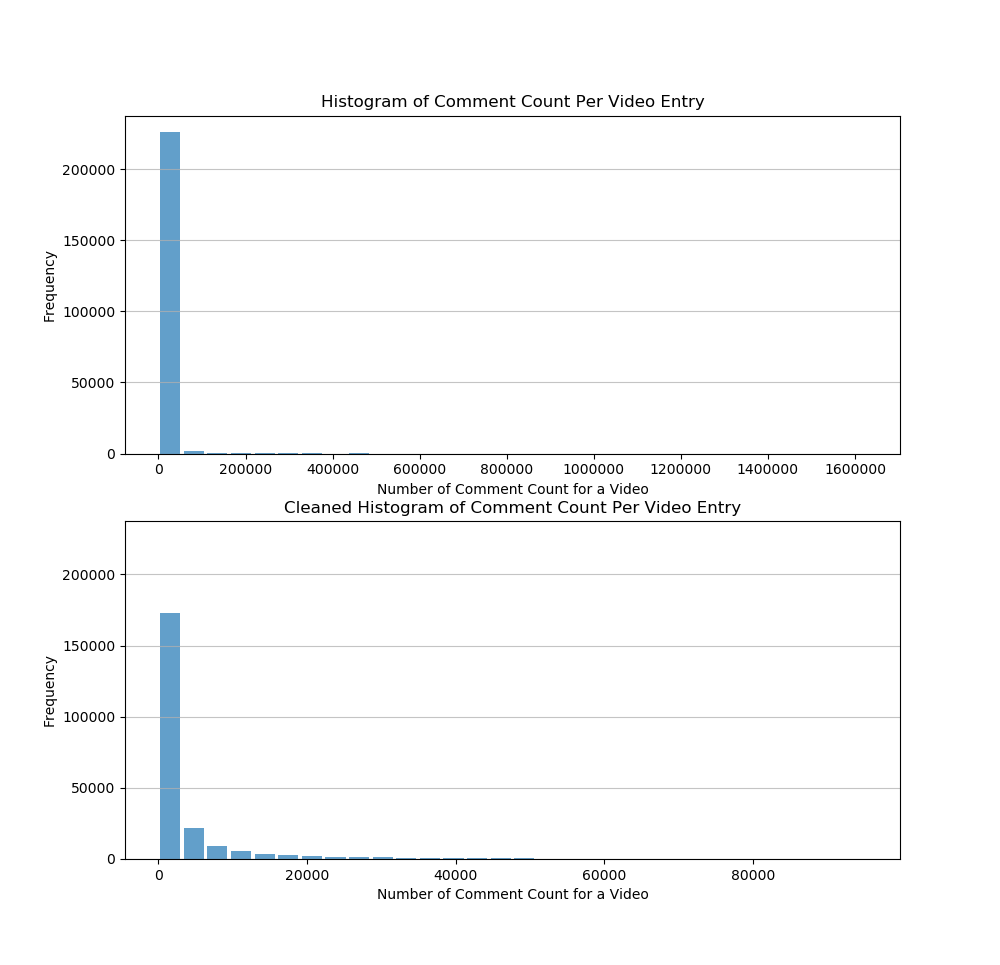 Histogram of Comment Count Per Video Entry
200000
150000
100000
50000
0
Frequency
0 200000 400000 600000 800000 1000000 1200000 1400000 1600000
Number of Comment Count for a Video
Cleaned Histogram of Comment Count Per Video Entry
200000
150000
100000
50000
0
Frequency
0 20000 40000 60000 80000
Number of Comment Count for a Video